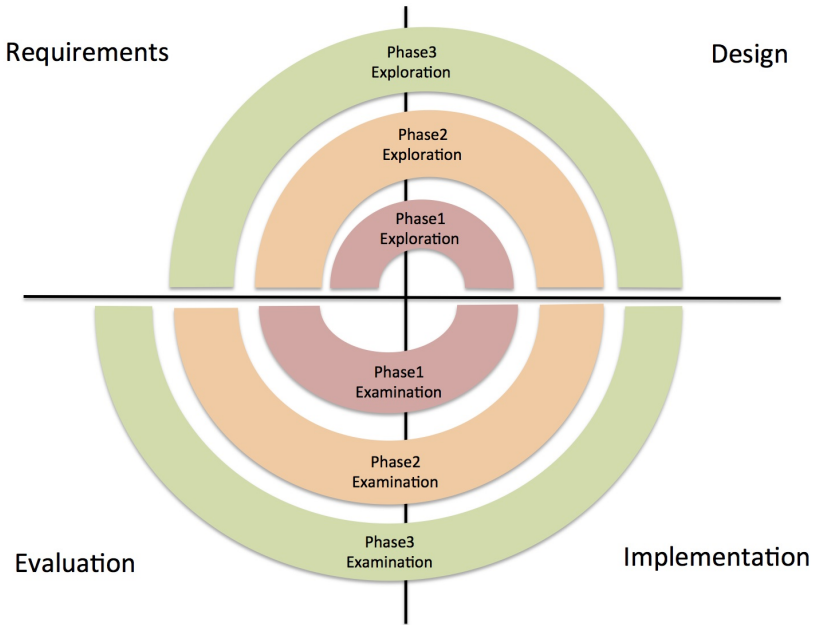 Requirements
Design
Phase3
Exploration
Phase2
Exploration
Phase1
Exploration
Phase1
Examination
Phase2
Examination
Phase3
Examination
Evaluation
Implementation